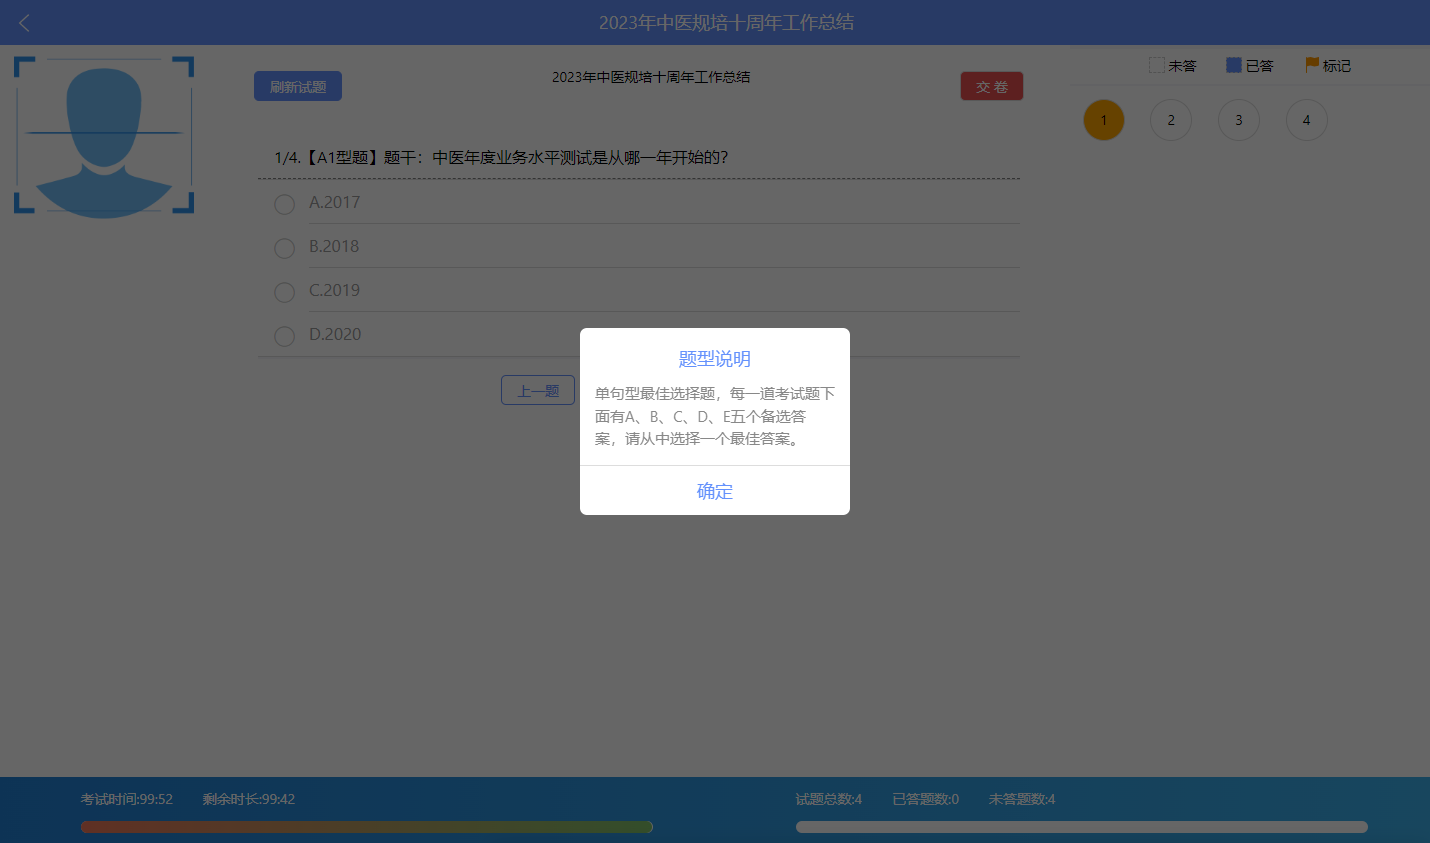 2023年中医规培十周年工作总结
刷新试题
2023年中医规培十周年工作总结
交 卷
未答
已答
标记
1
2
3
4
1/4.【A1型题】题干：中医年度业务水平测试是从哪一年开始的？
A.2017
B.2018
C.2019
D.2020
上一题
题型说明
单句型最佳选择题，每一道考试题下
面有A、B、C、D、E五个备选答
案，请从中选择一个最佳答案。
确定
考试时间:99:52
剩余时长:99:42
试题总数:4
已答题数:0
未答题数:4